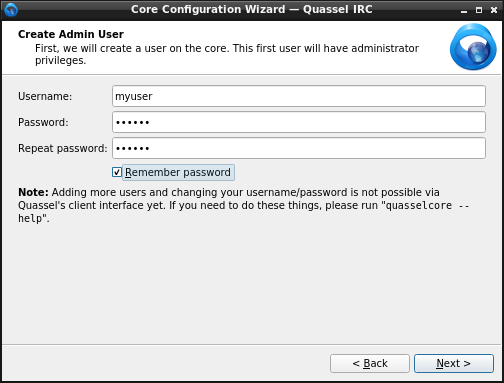 Core Configuration Wizard — Quassel IRC
Create Admin User
First, we will create a user on the core. This first user will have administrator
privileges.
Username:
myuser
Password:
••••••
Repeat password:
••••••
Remember password
Note: Adding more users and changing your username/password is not possible via
Quassel's client interface yet. If you need to do these things, please run "quasselcore --
help".
< Back
Next >